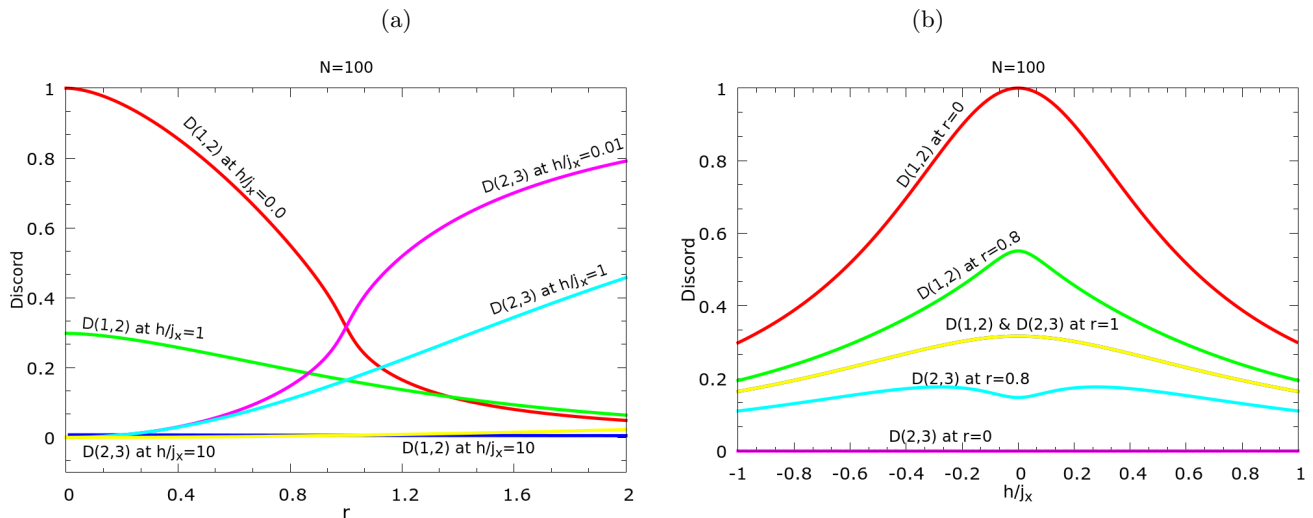 (a)
N=100
Discord
1
0.8
0.6
0.4
0.2
0
0
0.4
0.8
1.2
1.6
2
r
D(1,2) at h/jx=0.0
D(2,3) at h/jx=0.01
D(2,3) at h/jx=1
D(1,2) at h/jx=1
D(2,3) at h/jx=10
D(1,2) at h/jx=10
(b)
N=100
Discord
1
0.8
0.6
0.4
0.2
0
-1
-0.8
-0.6
-0.4
-0.2
0
0.2
0.4
0.6
0.8
1
h/jx
D(1,2) at r=0
D(1,2) at r=0.8
D(1,2) & D(2,3) at r=1
D(2,3) at r=0.8
D(2,3) at r=0